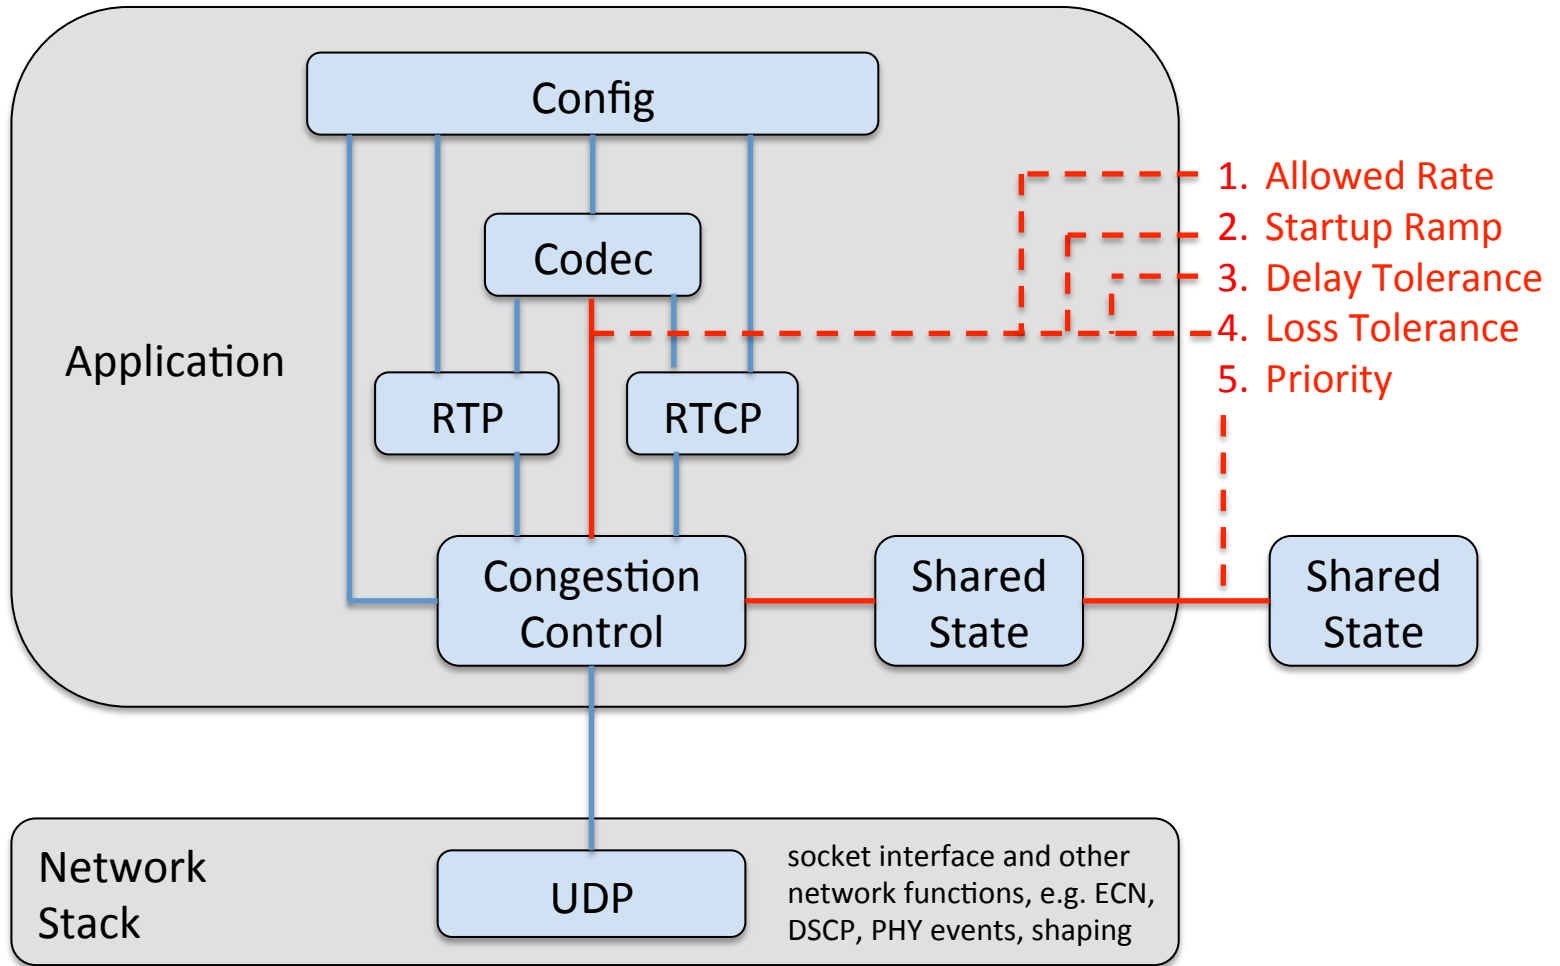 Config
1. Allowed Rate
2. Startup Ramp
3. Delay Tolerance
4. Loss Tolerance
5. Priority
Codec
Application
RTP
RTCP
Congestion
Control
Shared
State
Shared
State
Network
Stack
UDP
socket interface and other
network functions, e.g. ECN,
DSCP, PHY events, shaping